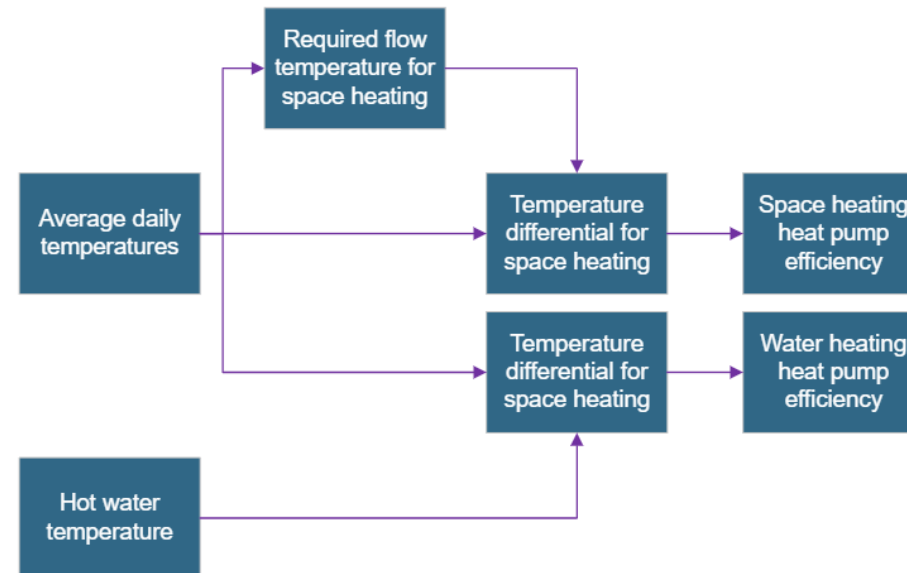 Required flow
temperature for
space heating
Average daily
temperatures
Temperature
differential for
space heating
Space heating
heat pump
efficiency
Temperature
differential for
space heating
Water heating
heat pump
efficiency
Hot water
temperature